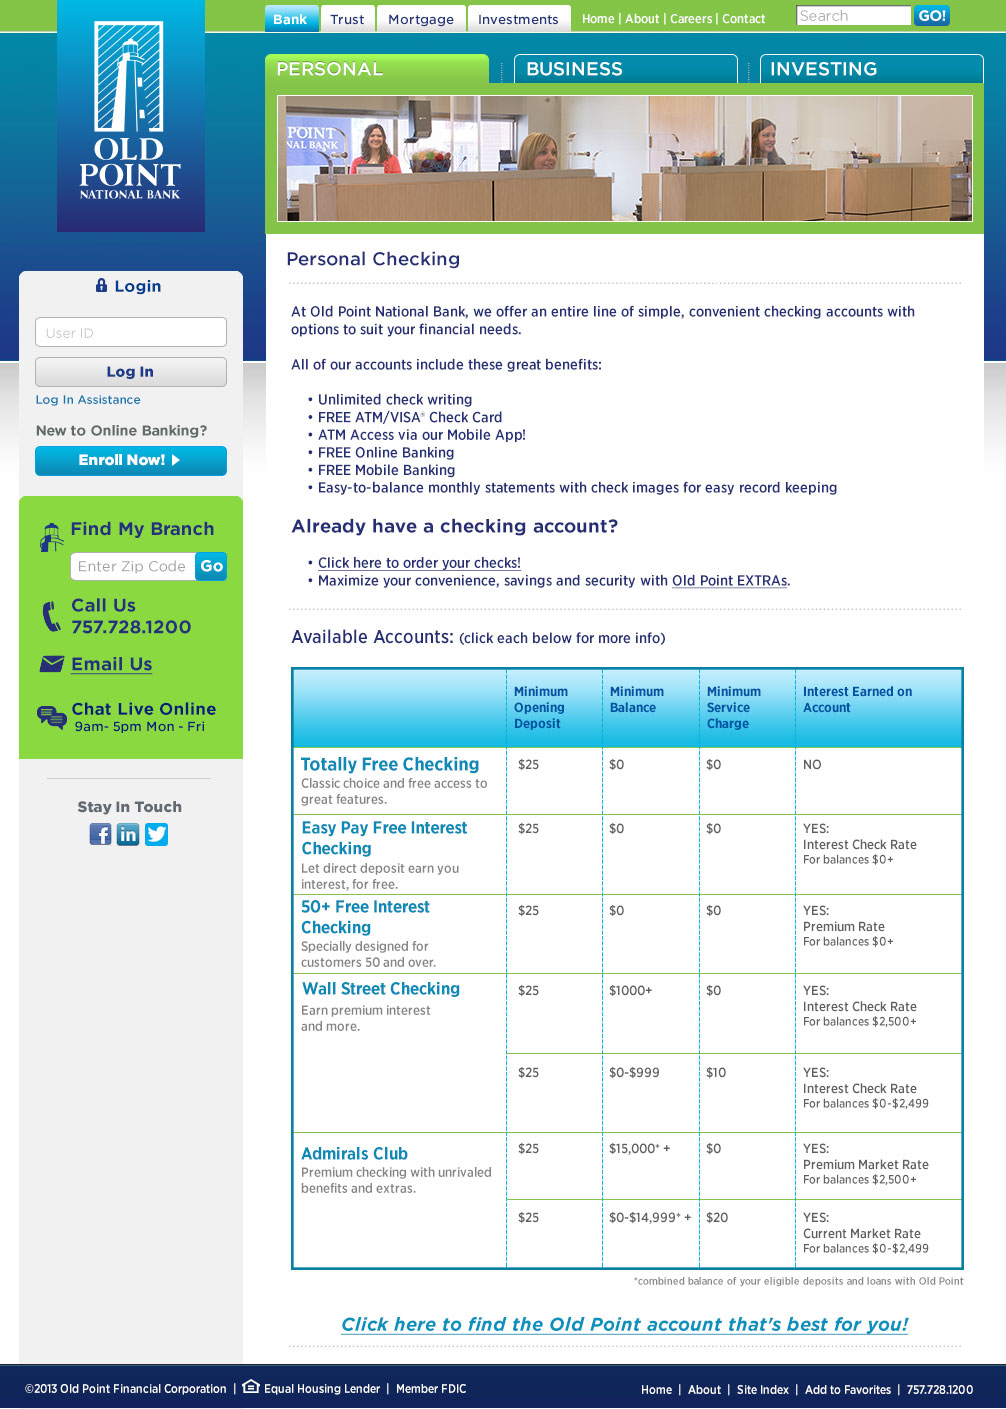 Bank Trust Mortgage Investments Home | About | Careers | Contact Search GO!
PERSONAL BUSINESS INVESTING
OLD
POINT
NATIONAL BANK
POINT
NAL BANK
Login
User ID
Log In
Log In Assistance
New to Online Banking?
Enroll Now!
Find My Branch
Enter Zip Code Go
Call Us
757.728.1200
Email Us
Chat Live Online
9am- 5pm Mon - Fri
Stay In Touch
Personal Checking
At Old Point National Bank, we offer an entire line of simple, convenient checking accounts with
options to suit your financial needs.
All of our accounts include these great benefits:
• Unlimited check writing
• FREE ATM/VISA® Check Card
• ATM Access via our Mobile App!
• FREE Online Banking
• FREE Mobile Banking
• Easy-to-balance monthly statements with check images for easy record keeping
Already have a checking account?
• Click here to order your checks!
• Maximize your convenience, savings and security with Old Point EXTRAs.
Available Accounts: (click each below for more info)
Minimum Opening Deposit
Minimum Balance
Minimum Service Charge
Interest Earned on Account
Totally Free Checking $25 $0 $0 NO
Classic choice and free access to
great features.
Easy Pay Free Interest $25 $0 $0 YES:
Checking Interest Check Rate
Let direct deposit earn you For balances $0+
interest, for free.
50+ Free Interest $25 $0 $0 YES:
Checking Premium Rate
Specially designed for For balances $0+
customers 50 and over.
Wall Street Checking $25 $1000+ $0 YES:
Earn premium interest Interest Check Rate
and more. For balances $2,500+
$25 $0-$999 $10 YES:
Interest Check Rate
For balances $0-$2,499
Admirals Club $25 $15,000* + $0 YES:
Premium checking with unrivaled Premium Market Rate
benefits and extras. For balances $2,500+
$25 $0-$14,999* + $20 YES:
Current Market Rate
For balances $0-$2,499
*combined balance of your eligible deposits and loans with Old Point
Click here to find the Old Point account that's best for you!
©2013 Old Point Financial Corporation | Equal Housing Lender | Member FDIC
Home | About | Site Index | Add to Favorites | 757.728.1200